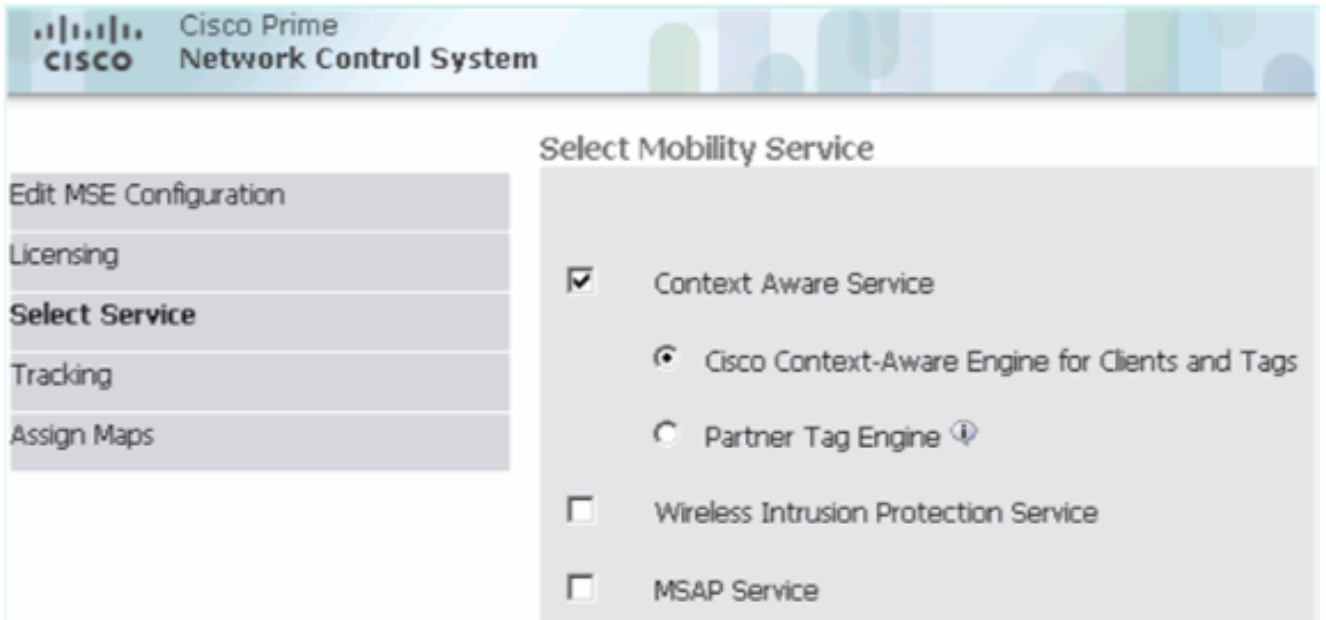 CISCO
Cisco Prime
Network Control System
Select Mobility Service
Edit MSE Configuration
Licensing
Select Service
Tracking
Assign Maps
Context Aware Service
Cisco Context-Aware Engine for Clients and Tags
Partner Tag Engine
Wireless Intrusion Protection Service
MSAP Service